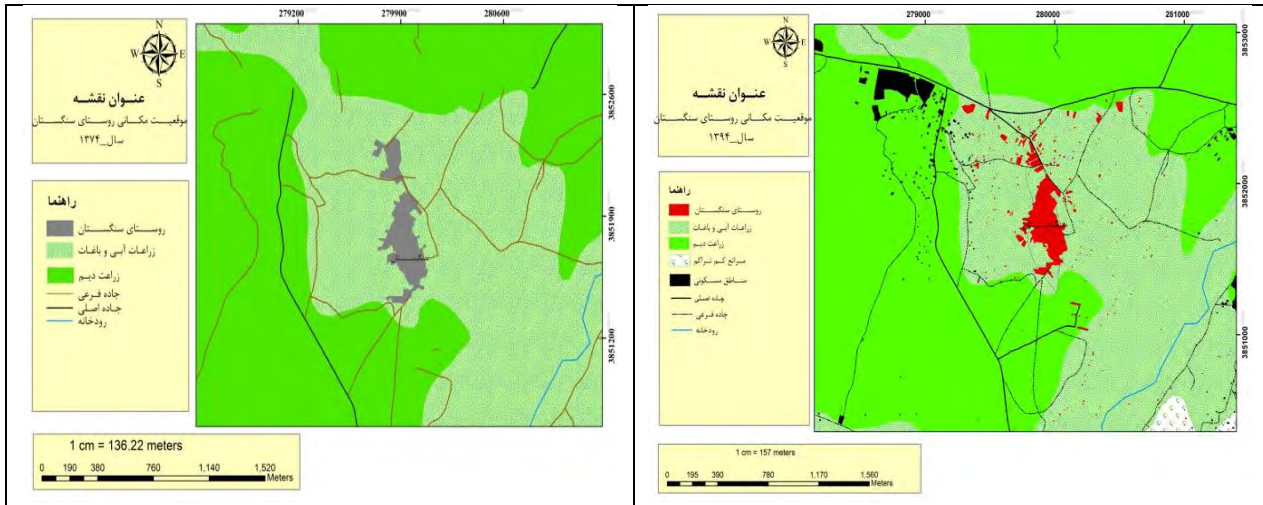 279200 279900 280600
N
W E
S
عنوان نقشه
موقعیت مکانی روستای سنگستان
سال_۱۳۷۴
3852600
3851900
3851200
راهنما
روستای سنگستان
زراعات آبی و باغات
زراعت دیم
جاده فرعی
جاده اصلی
رودخانه
1 cm = 136.22 meters
0 190 380 760 1,140 1,520
Meters
279000 280000 281000
N
W E
S
عنوان نقشه
موقعیت مکانی روستای سنگستان
سال_۱۳۹۴
3853000
3852000
3851000
راهنما
روستای سنگستان
زراعات آبی و باغات
زراعت دیم
مراتع کم تراکم
مناطق مسکونی
جاده اصلی
جاده فرعی
رودخانه
1 cm = 157 meters
0 195 390 780 1,170 1,560
Meters